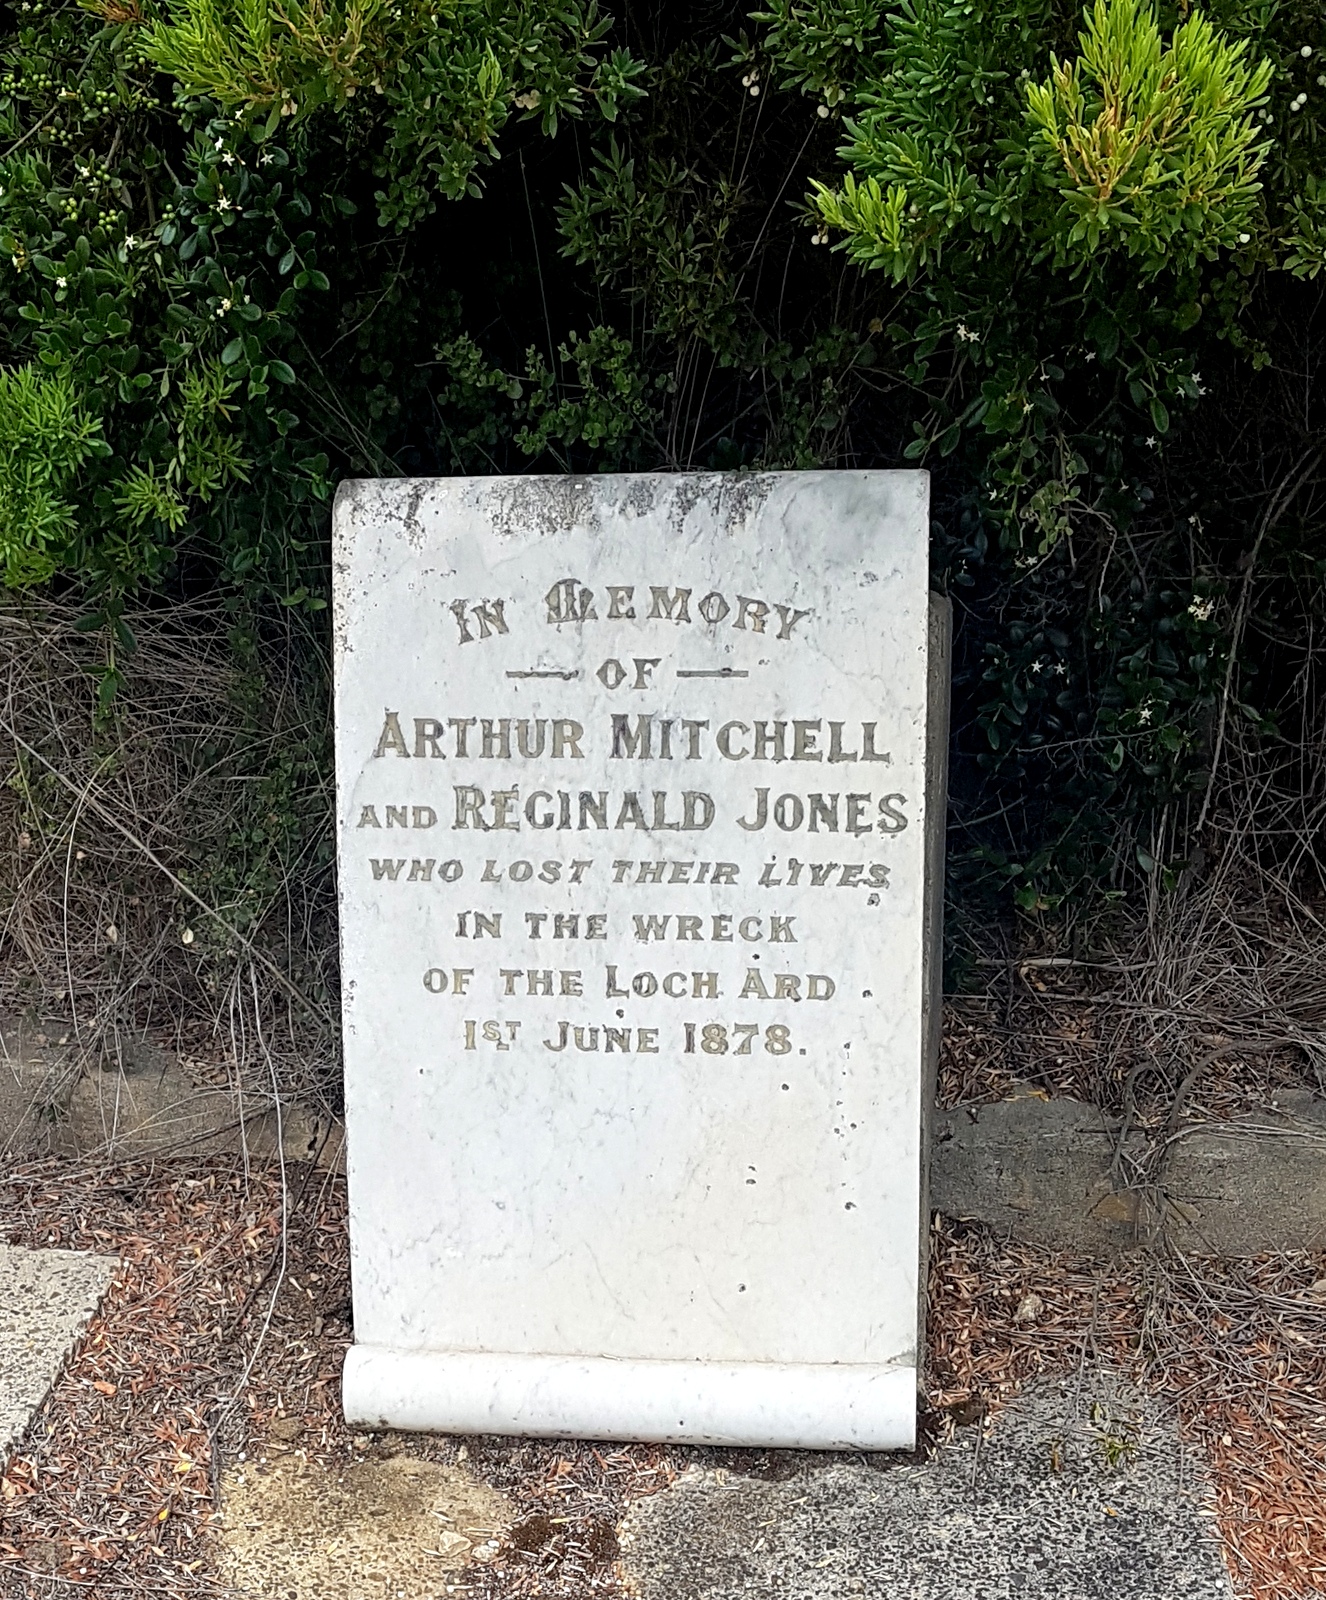 In Memory
— OF —
ARTHUR MITCHELL
AND REGINALD JONES
WHO LOST THEIR LIVES
IN THE WRECK
OF THE LOCH ARD
1ST JUNE 1878.